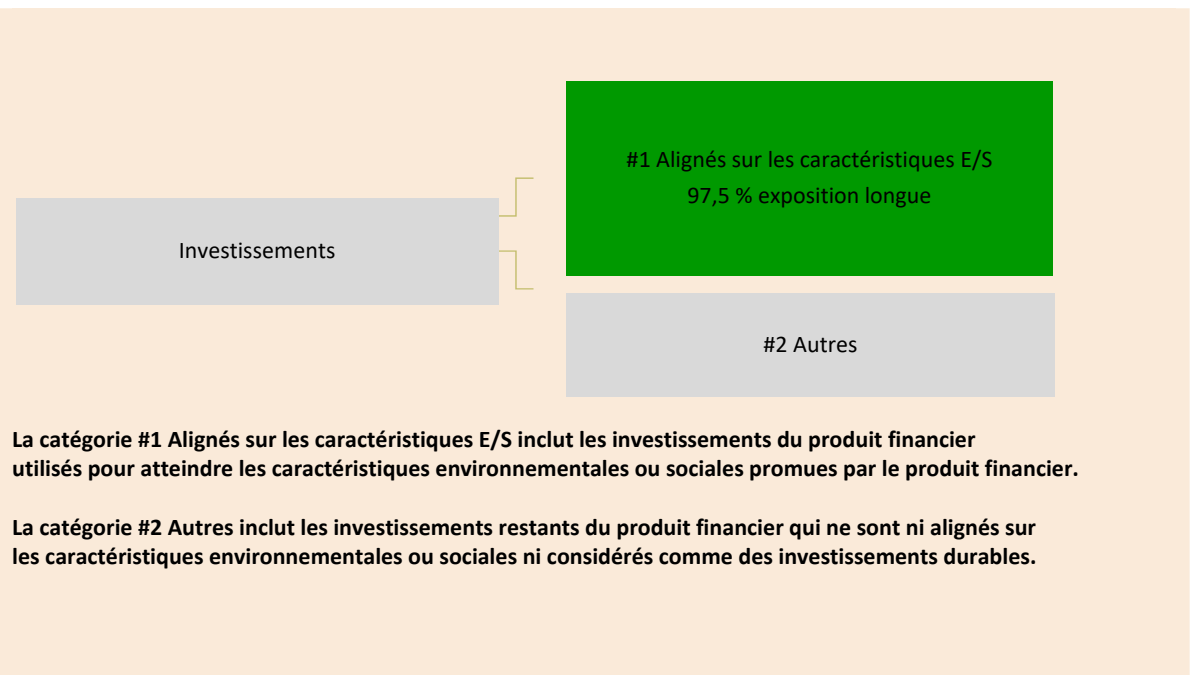 #1 Alignés sur les caractéristiques E/S
97,5 % exposition longue
Investissements
#2 Autres
La catégorie #1 Alignés sur les caractéristiques E/S inclut les investissements du produit financier
utilisés pour atteindre les caractéristiques environnementales ou sociales promues par le produit financier.
La catégorie #2 Autres inclut les investissements restants du produit financier qui ne sont ni alignés sur
les caractéristiques environnementales ou sociales ni considérés comme des investissements durables.